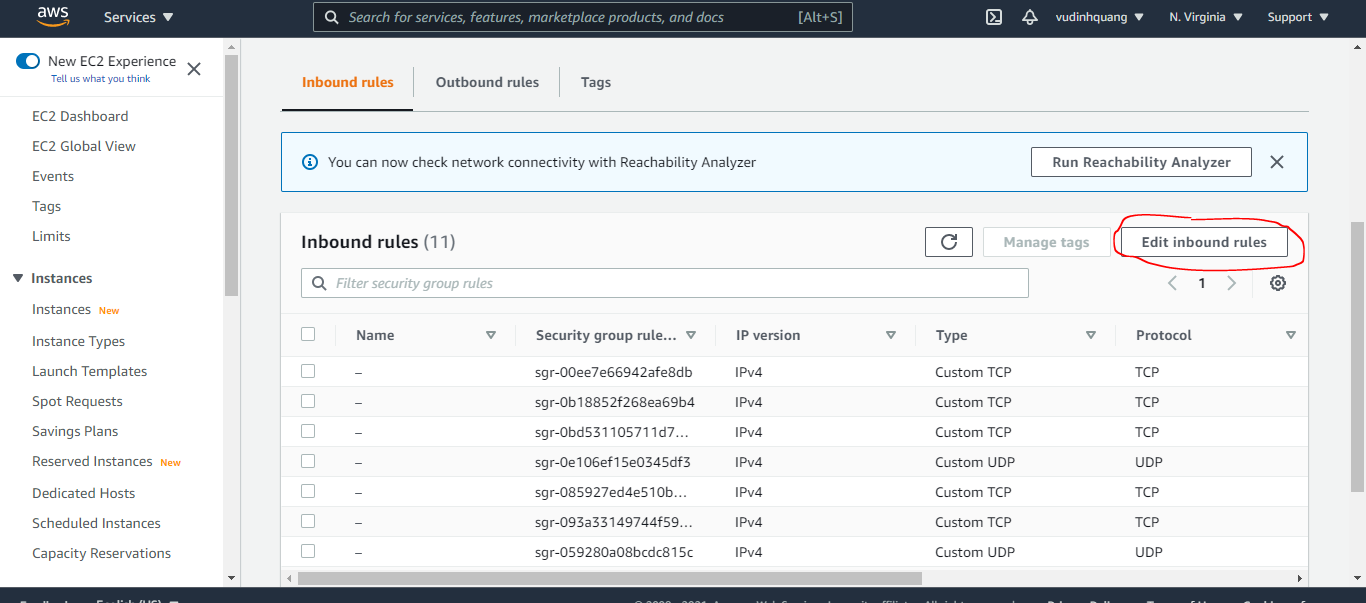 aws Services Search for services, features, marketplace products, and docs [Alt+S] vudinhquang N. Virginia Support
New EC2 Experience
Tell us what you think
EC2 Dashboard
EC2 Global View
Events
Tags
Limits
Instances
Instances New
Instance Types
Launch Templates
Spot Requests
Savings Plans
Reserved Instances New
Dedicated Hosts
Scheduled Instances
Capacity Reservations
Inbound rules Outbound rules Tags
You can now check network connectivity with Reachability Analyzer Run Reachability Analyzer
Inbound rules (11) Manage tags Edit inbound rules
Filter security group rules 1
Name Security group rule... IP version Type Protocol
– sgr-00ee7e66942afe8db IPv4 Custom TCP TCP
– sgr-0b18852f268ea69b4 IPv4 Custom TCP TCP
– sgr-0bd531105711d7... IPv4 Custom TCP TCP
– sgr-0e106ef15e0345df3 IPv4 Custom UDP UDP
– sgr-085927ed4e510b... IPv4 Custom TCP TCP
– sgr-093a33149744f59... IPv4 Custom TCP TCP
– sgr-059280a08bcdc815c IPv4 Custom UDP UDP